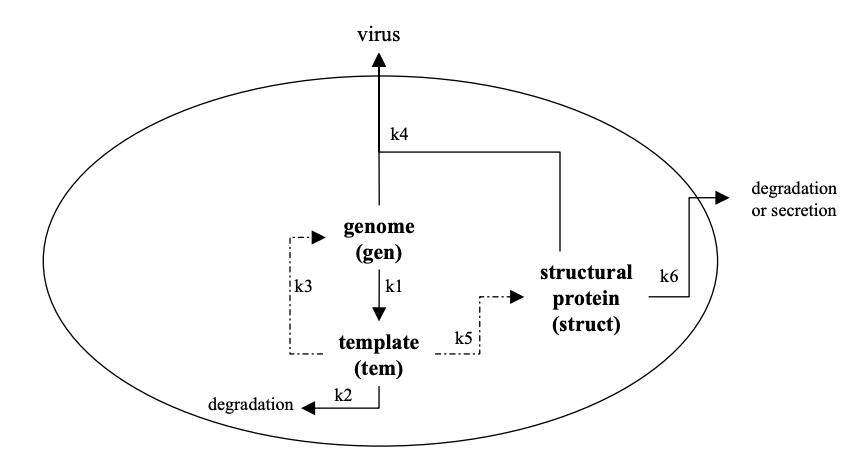 virus
k4
degradation
or secretion
genome
(gen)
structural
protein
(struct)
k6
k3
k1
k5
template
(tem)
k2
degradation